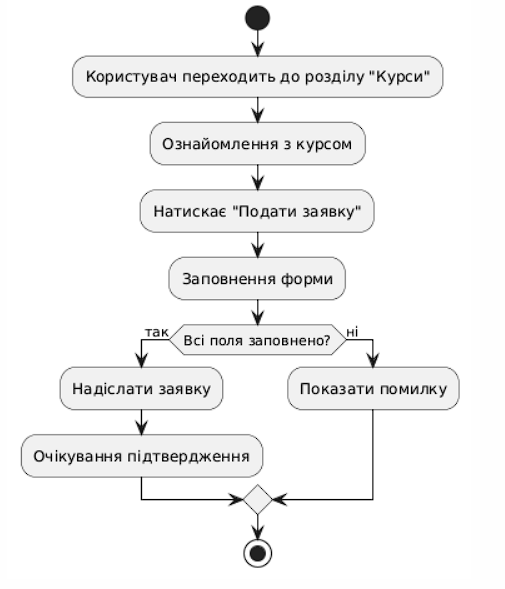 Користувач переходить до розділу "Курси"
Ознайомлення з курсом
Натискає "Подати заявку"
Заповнення форми
Всі поля заповнено?
так
ні
Надіслати заявку
Показати помилку
Очікування підтвердження